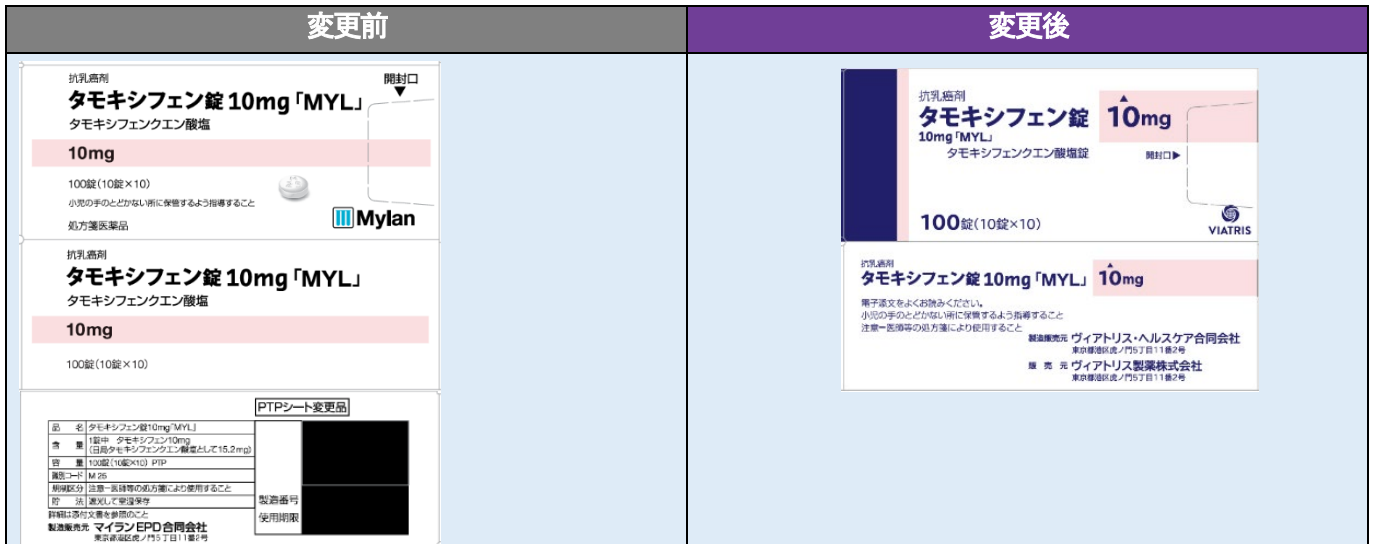 変更前
抗乳癌剤
開封口
▼
タモキシフェン錠 10mg「MYL」
タモキシフェンクエン酸塩
10mg
100錠(10錠×10)
小児の手のとどかない所に保管するよう指導すること
処方箋医薬品
Mylan
抗乳癌剤
タモキシフェン錠 10mg「MYL」
タモキシフェンクエン酸塩
10mg
100錠(10錠×10)
PTPシート変更品
品 名 タモキシフェン錠10mg「MYL」
含 量 1錠中 タモキシフェン10mg
(日局タモキシフェンクエン酸塩として15.2mg)
容 量 100錠(10錠×10) PTP
識別コード M 26
規制区分 注意－医師等の処方箋により使用すること
貯 法 遮光して室温保存
製造番号
使用期限
詳細は添付文書を参照のこと
製造販売元 マイランEPD合同会社
東京都港区虎ノ門5丁目11番2号
変更後
抗乳癌剤
タモキシフェン錠 10mg
10mg「MYL」
タモキシフェンクエン酸塩錠
開封口▶
100錠(10錠×10)
VIATRIS
抗乳癌剤
タモキシフェン錠 10mg「MYL」 10mg
電子添文をよくお読みください。
小児の手のとどかない所に保管するよう指導すること
注意－医師等の処方箋により使用すること
製造販売元 ヴィアトリス・ヘルスケア合同会社
東京都港区虎ノ門5丁目11番2号
販売元 ヴィアトリス製薬株式会社
東京都港区虎ノ門5丁目11番2号